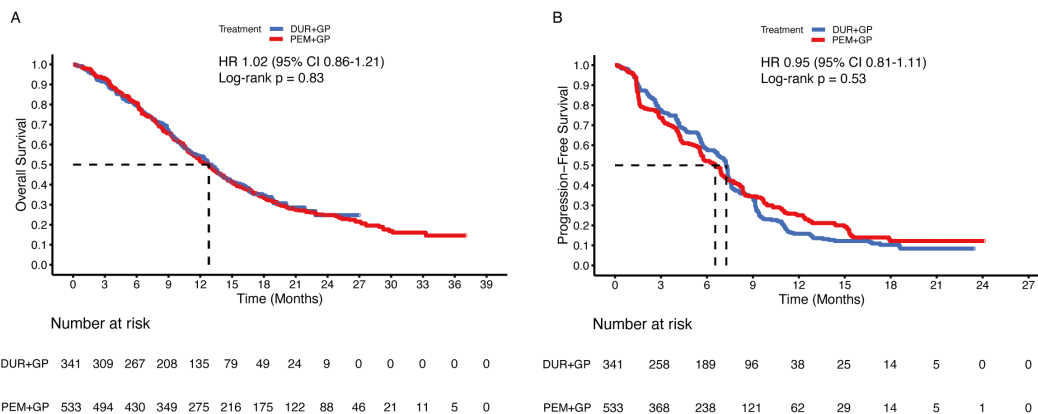 A
Treatment DUR+GP
PEM+GP
HR 1.02 (95% CI 0.86-1.21)
Log-rank p = 0.83
Overall Survival
1.0
0.9
0.8
0.7
0.6
0.5
0.4
0.3
0.2
0.1
0.0
0 3 6 9 12 15 18 21 24 27 30 33 36 39
Time (Months)
Number at risk
DUR+GP 341 309 267 208 135 79 49 24 9 0 0 0 0 0
PEM+GP 533 494 430 349 275 216 175 122 88 46 21 11 5 0
B
Treatment DUR+GP
PEM+GP
HR 0.95 (95% CI 0.81-1.11)
Log-rank p = 0.53
Progression-Free Survival
1.0
0.9
0.8
0.7
0.6
0.5
0.4
0.3
0.2
0.1
0.0
0 3 6 9 12 15 18 21 24 27
Time (Months)
Number at risk
DUR+GP 341 258 189 96 38 25 14 5 0 0
PEM+GP 533 368 238 121 62 29 14 5 1 0